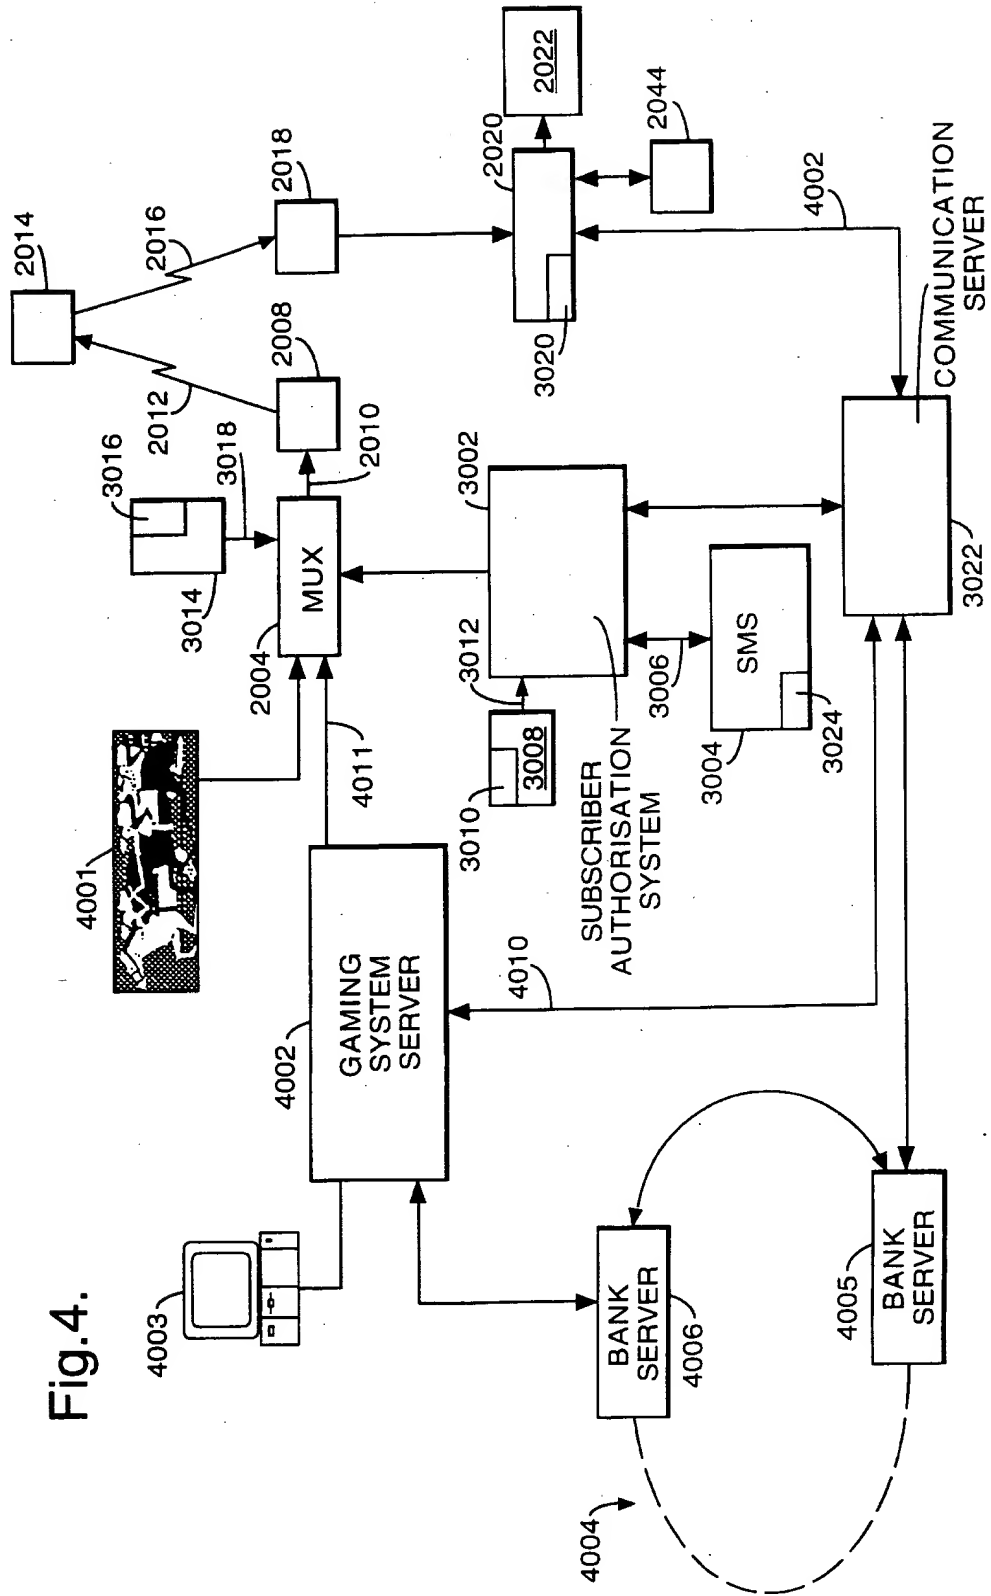 Fig.4.
4003
4002
GAMING
SYSTEM
SERVER
4001
4011
2004
MUX
3014
3016
3018
2010
2008
2012
2014
2016
2018
2020
2022
2044
3020
4002
3002
3012
3010
3008
SUBSCRIBER
AUTHORISATION
SYSTEM
3006
SMS
3004
3024
3022
COMMUNICATION
SERVER
4010
BANK
SERVER
4006
4005
BANK
SERVER
4004